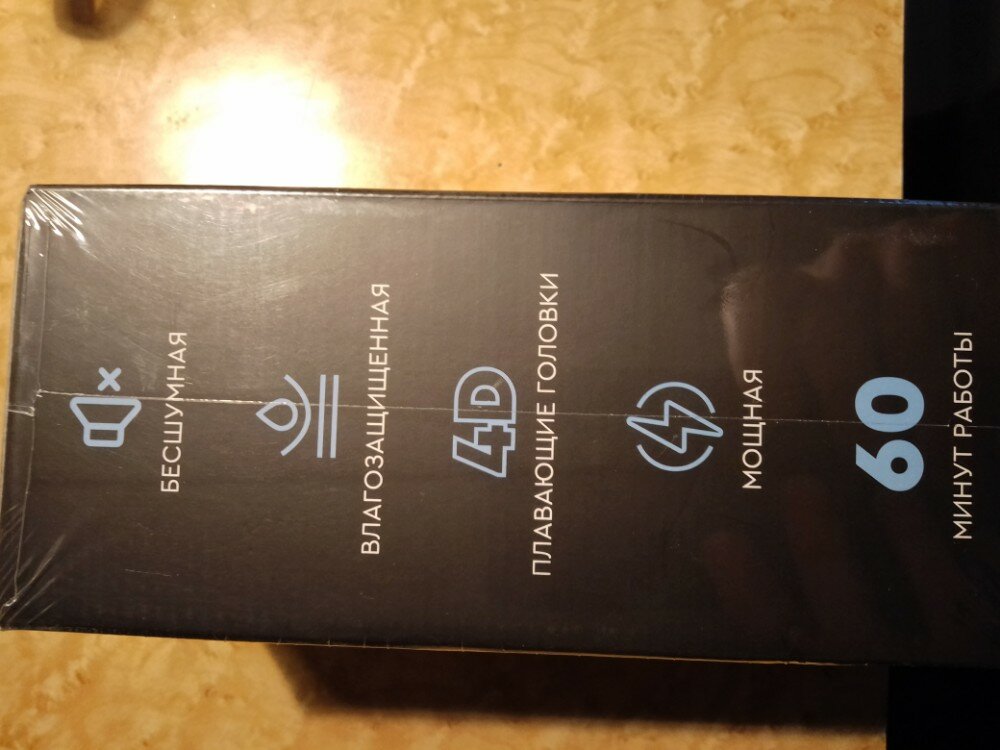 БЕСШУМНАЯ
ВЛАГОЗАЩИЩЕННАЯ
4D
ПЛАВАЮЩИЕ ГОЛОВКИ
МОЩНАЯ
60
МИНУТ РАБОТЫ